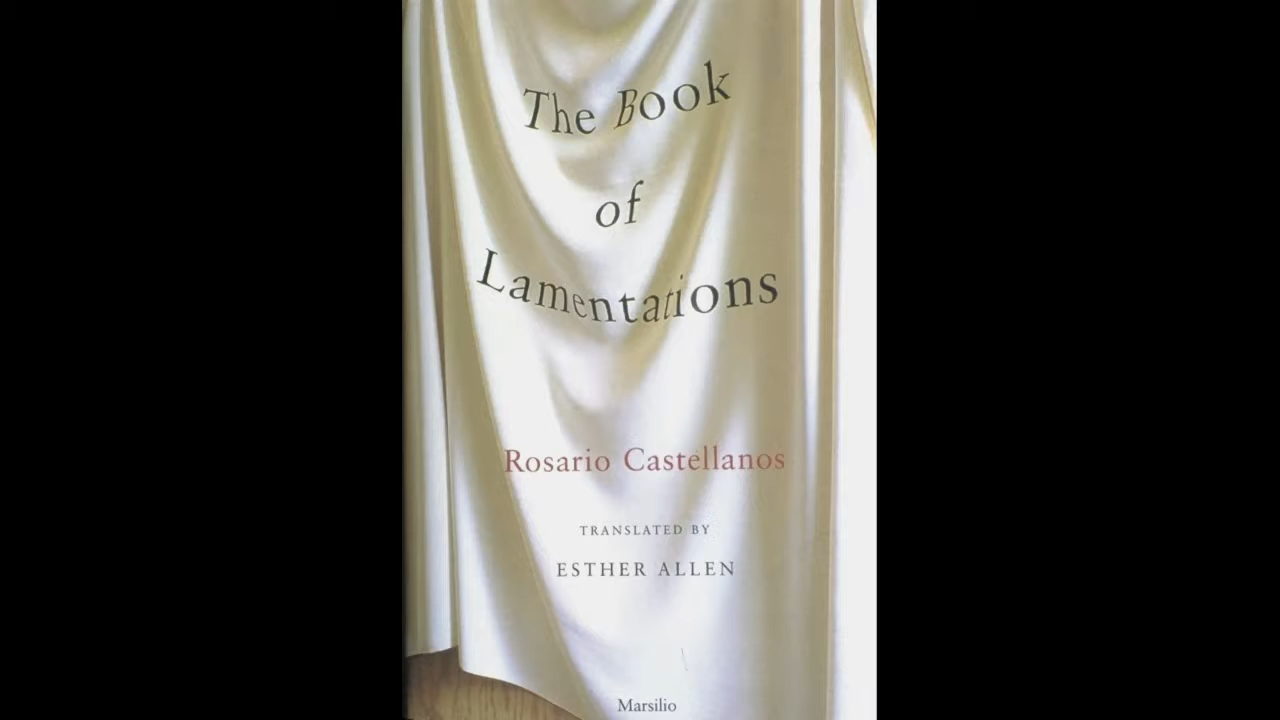 The Book
of
Lamentations
Rosario Castellanos
TRANSLATED BY
ESTHER ALLEN
Marsilio